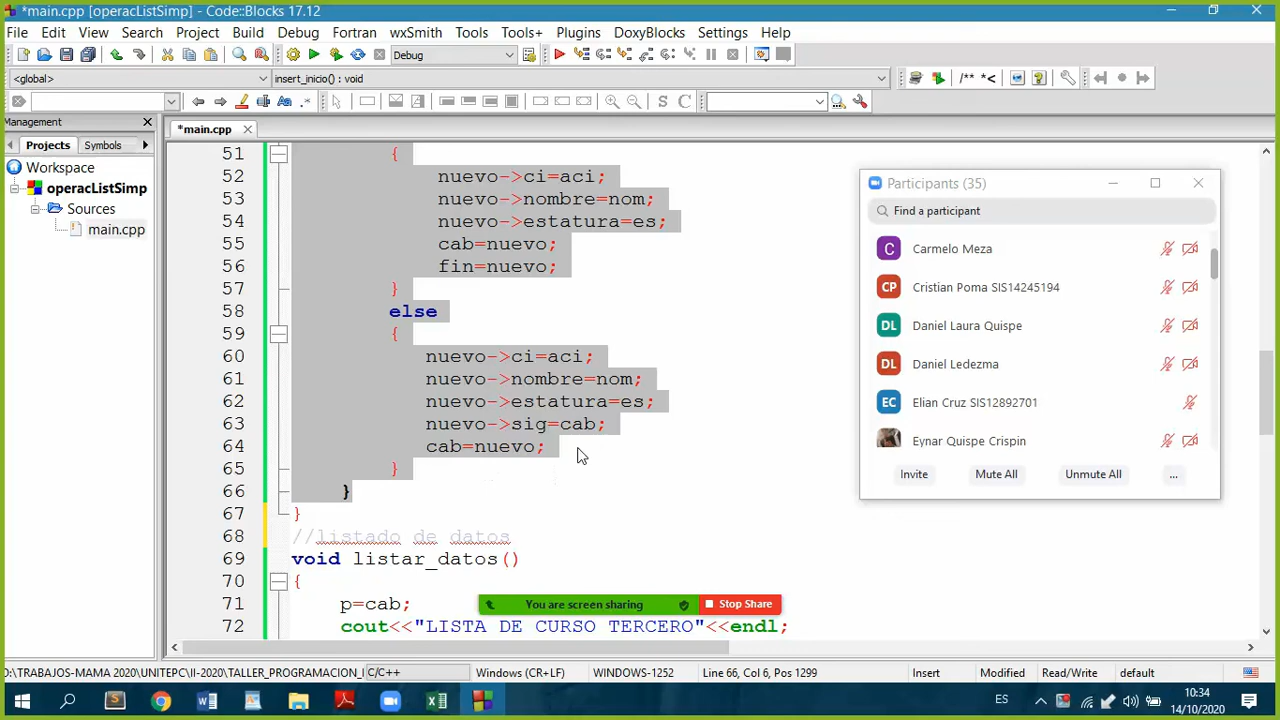 *main.cpp [operacListSimp] - Code::Blocks 17.12
File Edit View Search Project Build Debug Fortran wxSmith Tools Tools+ Plugins DoxyBlocks Settings Help
Debug
<global> insert_inicio() : void
/** *<
Aa .*
S C
Management
*main.cpp
Projects Symbols
Workspace
operacListSimp
Sources
main.cpp
51 {
52 nuevo->ci=aci;
53 nuevo->nombre=nom;
54 nuevo->estatura=es;
55 cab=nuevo;
56 fin=nuevo;
57 }
58 else
59 {
60 nuevo->ci=aci;
61 nuevo->nombre=nom;
62 nuevo->estatura=es;
63 nuevo->sig=cab;
64 cab=nuevo;
65 }
66 }
67 }
68 //listado de datos
69 void listar_datos()
70 {
71 p=cab;
72 cout<<"LISTA DE CURSO TERCERO"<<endl;
Participants (35)
Find a participant
C Carmelo Meza
CP Cristian Poma SIS14245194
DL Daniel Laura Quispe
DL Daniel Ledezma
EC Elian Cruz SIS12892701
Eynar Quispe Crispin
Invite Mute All Unmute All ...
You are screen sharing Stop Share
D:\TRABAJOS-MAMA 2020\UNITEPC\II-2020\TALLER_PROGRAMACION_I C/C++ Windows (CR+LF) WINDOWS-1252 Line 66, Col 6, Pos 1299 Insert Modified Read/Write default
ES
10:34
14/10/2020